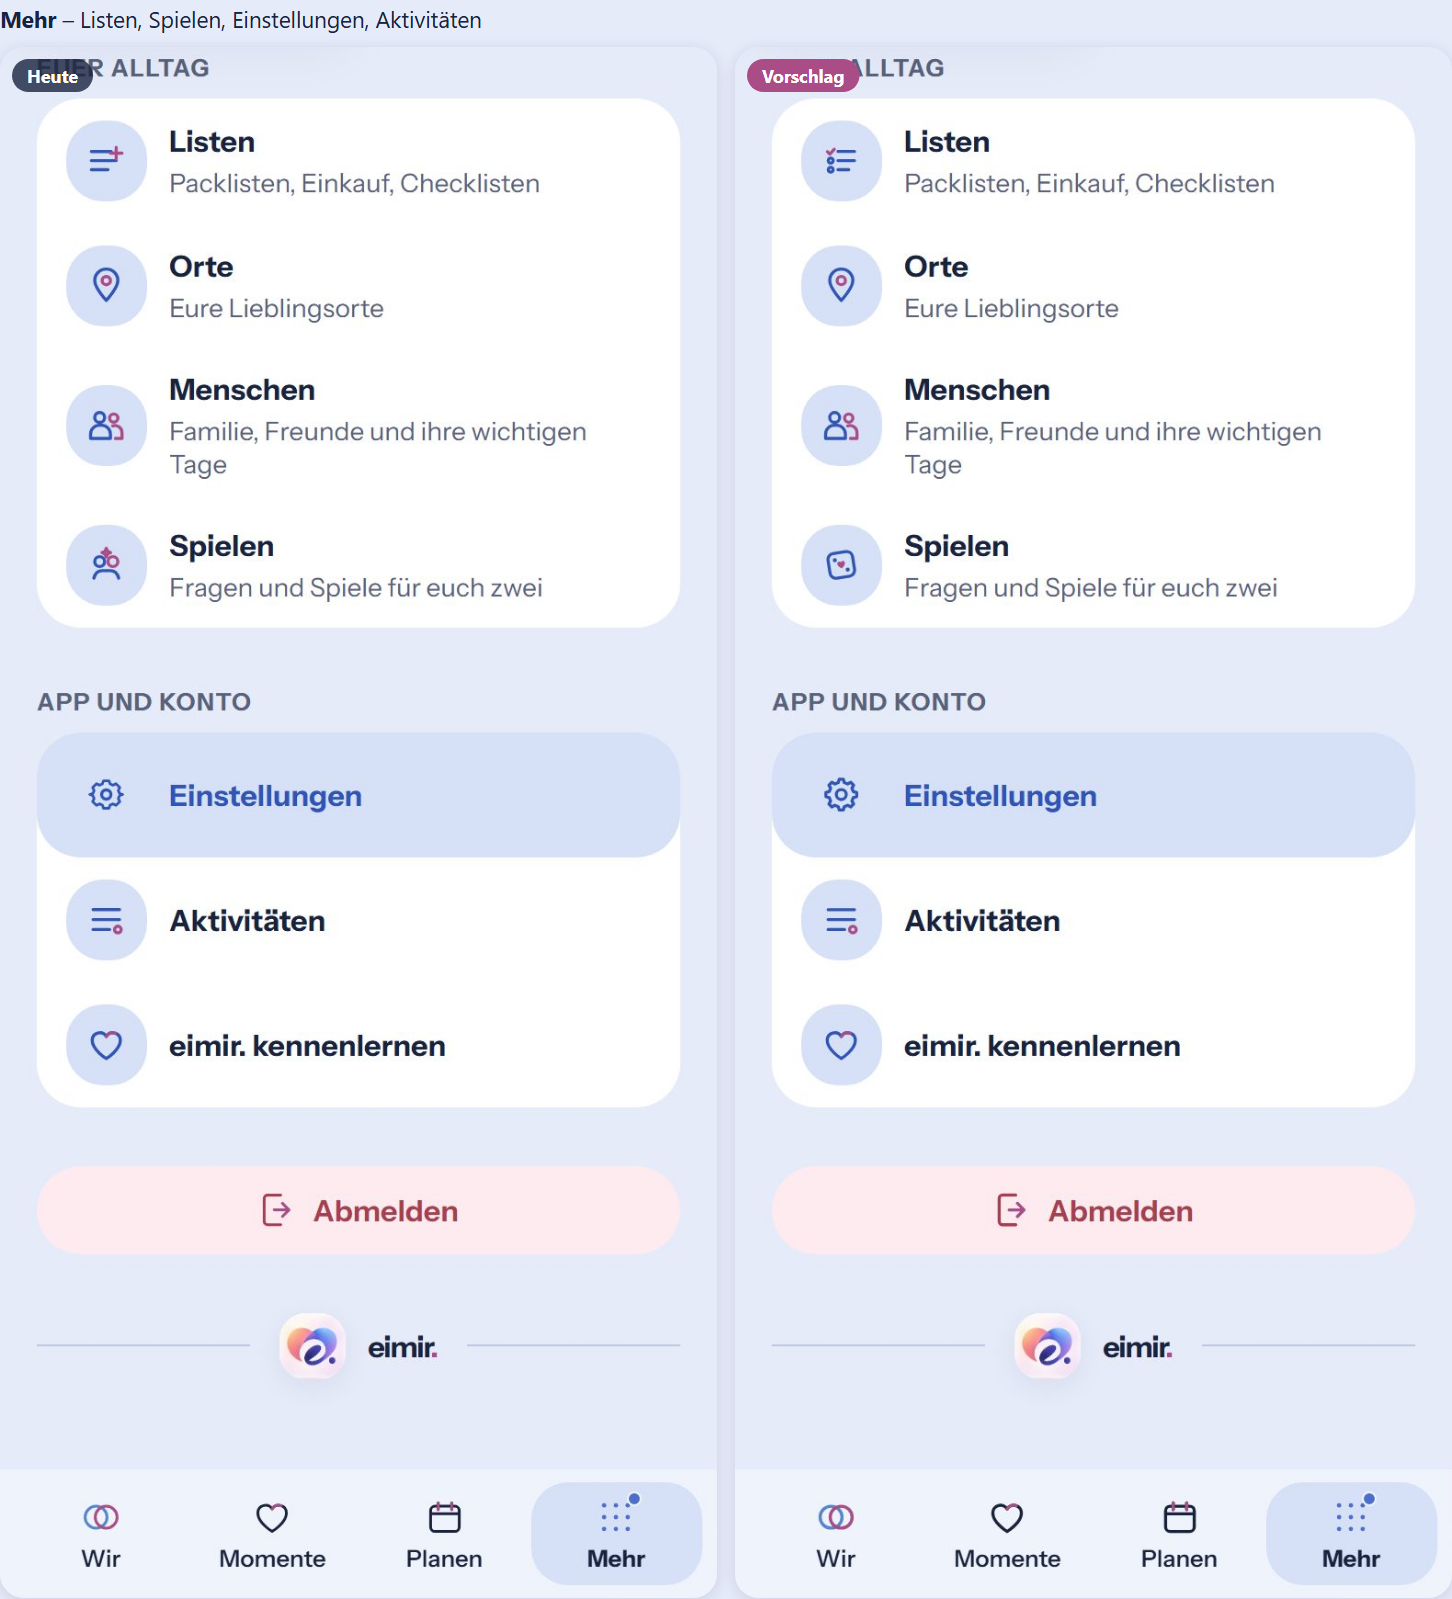 Mehr – Listen, Spielen, Einstellungen, Aktivitäten
Heute
EUER ALLTAG
Listen
Packlisten, Einkauf, Checklisten
Orte
Eure Lieblingsorte
Menschen
Familie, Freunde und ihre wichtigen
Tage
Spielen
Fragen und Spiele für euch zwei
APP UND KONTO
Einstellungen
Aktivitäten
eimir. kennenlernen
Abmelden
eimir.
Wir
Momente
Planen
Mehr
Vorschlag
ALLTAG
Listen
Packlisten, Einkauf, Checklisten
Orte
Eure Lieblingsorte
Menschen
Familie, Freunde und ihre wichtigen
Tage
Spielen
Fragen und Spiele für euch zwei
APP UND KONTO
Einstellungen
Aktivitäten
eimir. kennenlernen
Abmelden
eimir.
Wir
Momente
Planen
Mehr